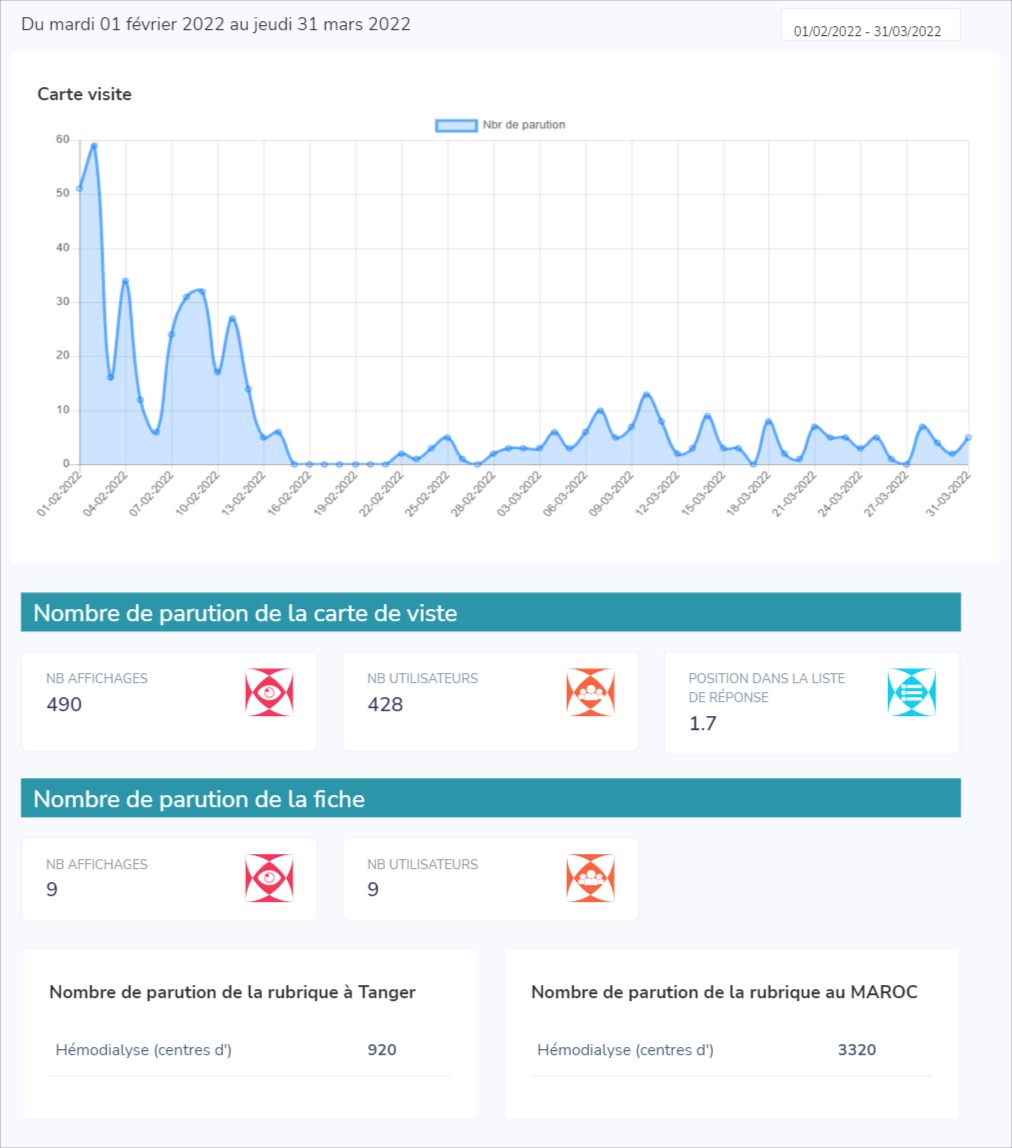 Du mardi 01 février 2022 au jeudi 31 mars 2022
01/02/2022 - 31/03/2022
Carte visite
Nbr de parution
60
50
40
30
20
10
0
01-02-2022
04-02-2022
07-02-2022
10-02-2022
13-02-2022
16-02-2022
19-02-2022
22-02-2022
25-02-2022
28-02-2022
03-03-2022
06-03-2022
09-03-2022
12-03-2022
15-03-2022
18-03-2022
21-03-2022
24-03-2022
27-03-2022
31-03-2022
Nombre de parution de la carte de viste
NB AFFICHAGES
490
NB UTILISATEURS
428
POSITION DANS LA LISTE
DE RÉPONSE
1.7
Nombre de parution de la fiche
NB AFFICHAGES
9
NB UTILISATEURS
9
Nombre de parution de la rubrique à Tanger
Hémodialyse (centres d') 920
Nombre de parution de la rubrique au MAROC
Hémodialyse (centres d') 3320